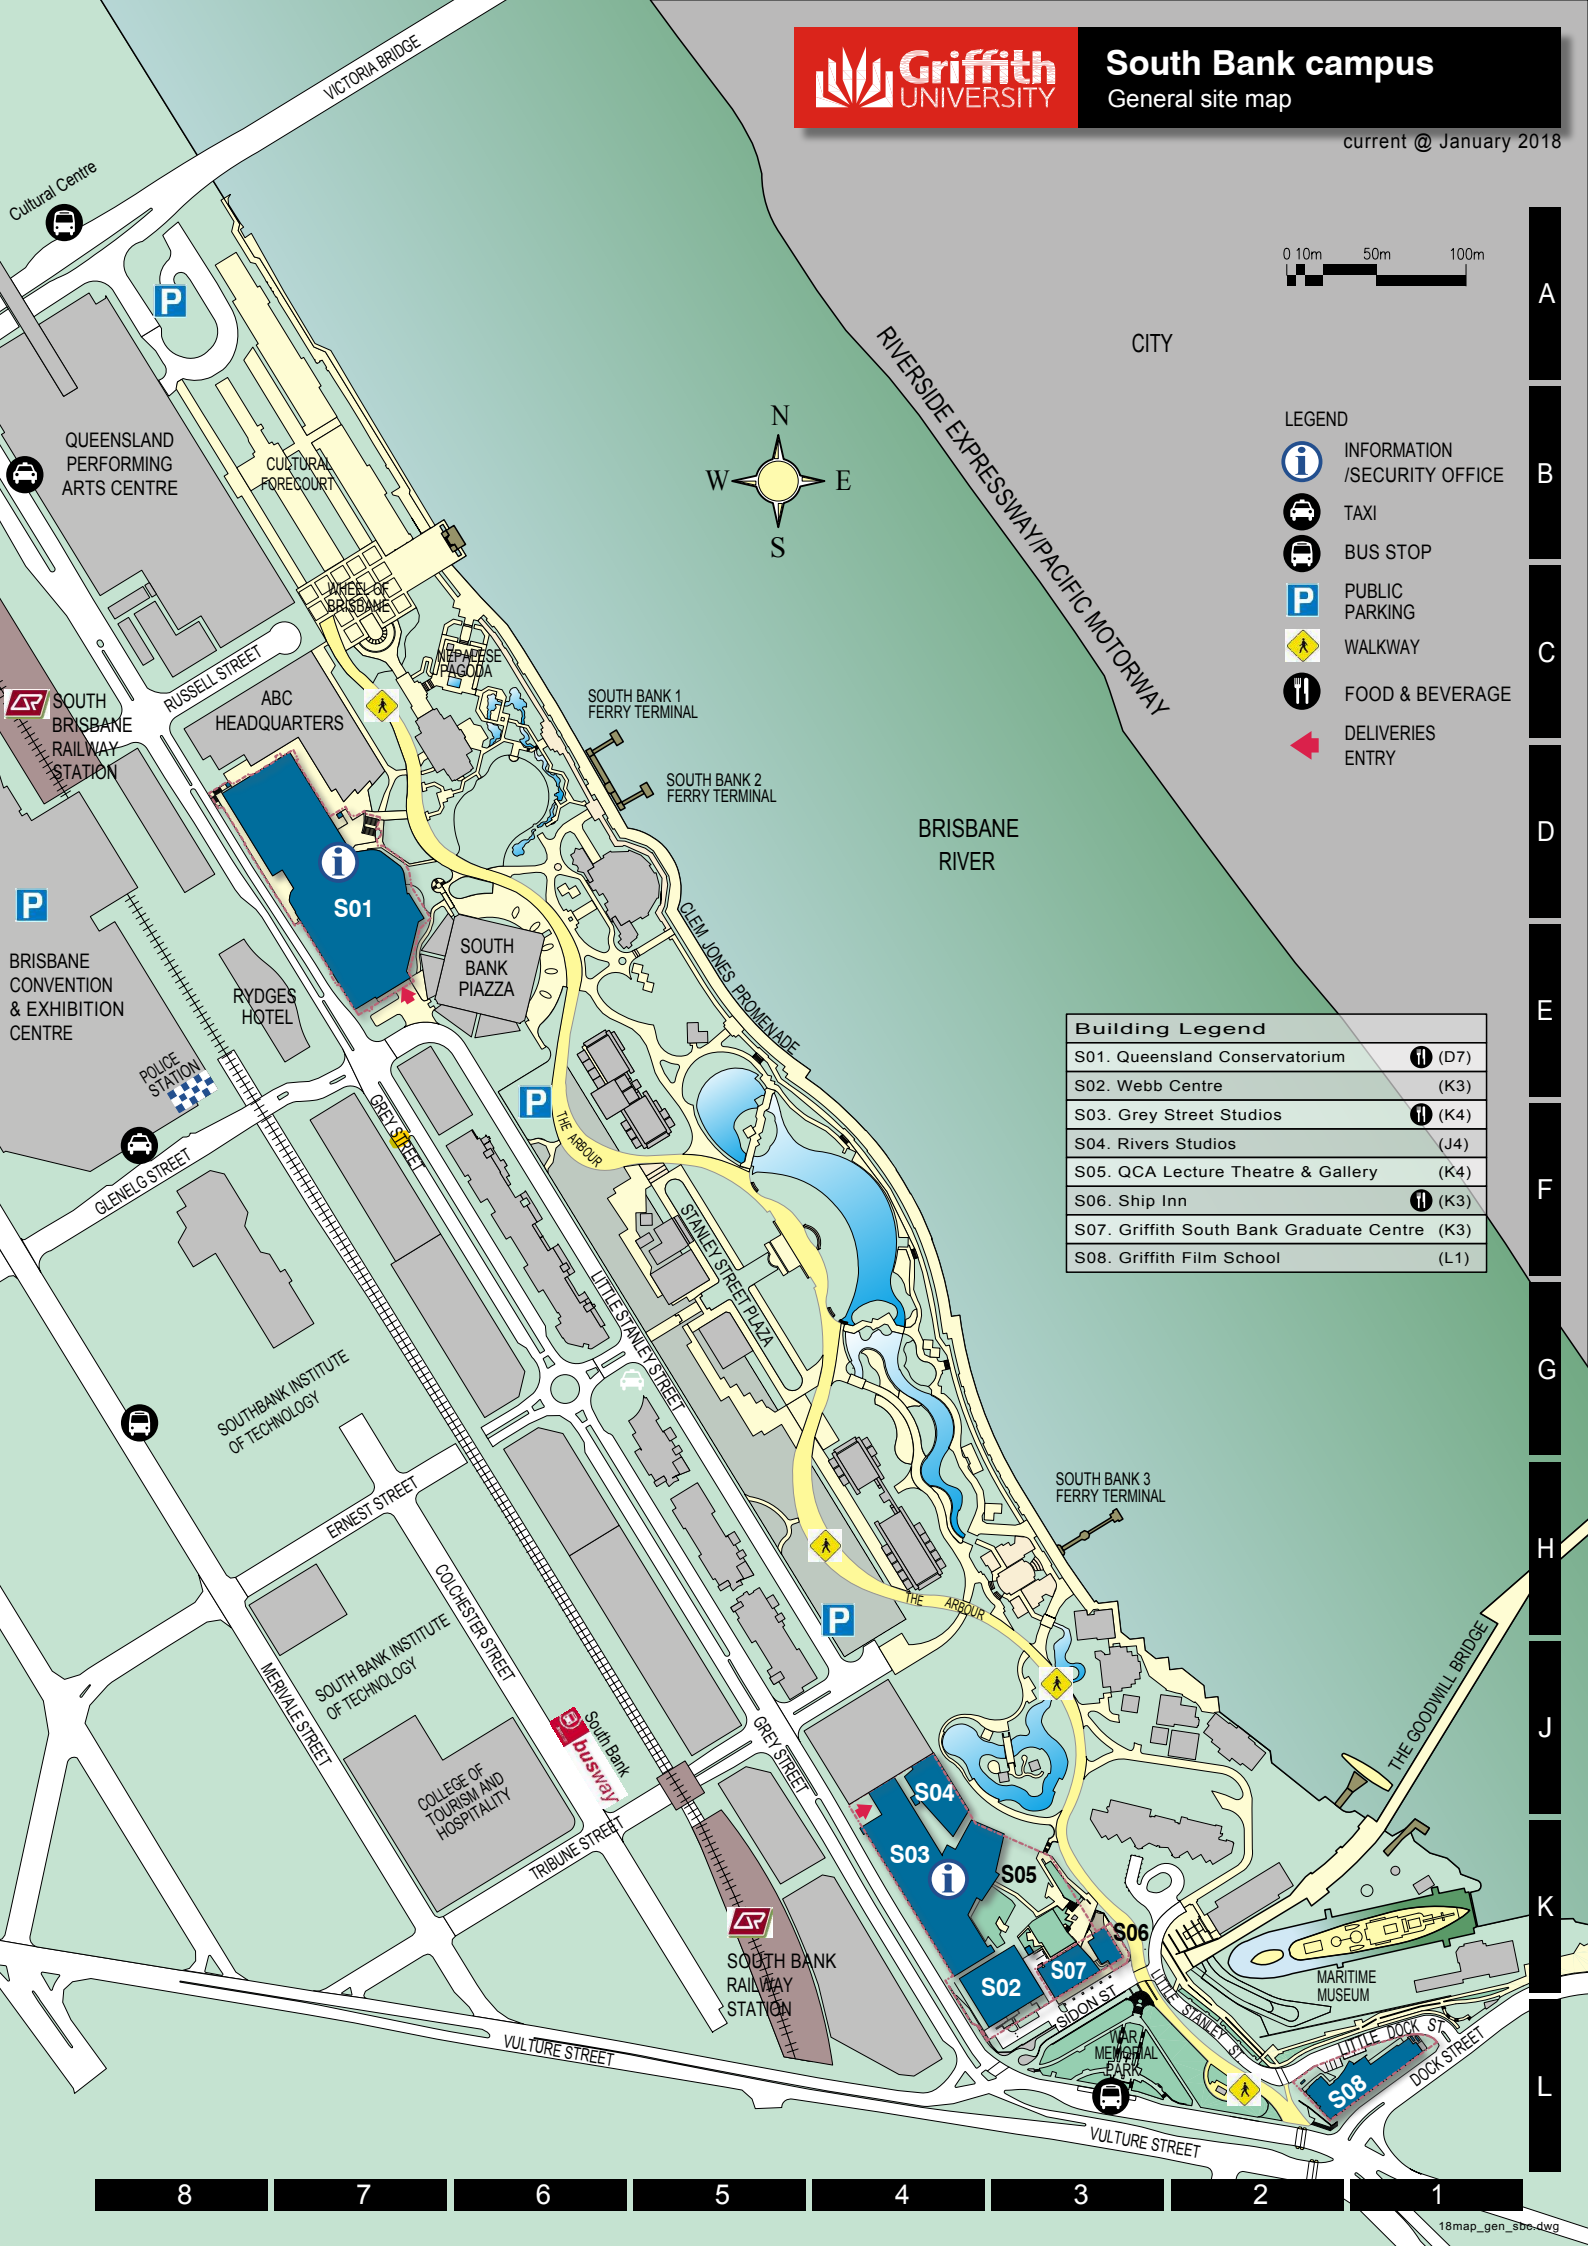 Griffith
UNIVERSITY
South Bank campus
General site map
current @ January 2018
VICTORIA BRIDGE
Cultural Centre
P
0 10m 50m 100m
A
CITY
RIVERSIDE EXPRESSWAY/PACIFIC MOTORWAY
N
W E
S
LEGEND
INFORMATION
/SECURITY OFFICE
TAXI
BUS STOP
P
PUBLIC
PARKING
WALKWAY
FOOD & BEVERAGE
DELIVERIES
ENTRY
B
C
D
E
F
G
H
J
K
L
QUEENSLAND
PERFORMING
ARTS CENTRE
CULTURAL
FORECOURT
WHEEL OF
BRISBANE
NEPALESE
PAGODA
RUSSELL STREET
ABC
HEADQUARTERS
SOUTH
BRISBANE
RAILWAY
STATION
SOUTH BANK 1
FERRY TERMINAL
SOUTH BANK 2
FERRY TERMINAL
BRISBANE
RIVER
i
S01
P
BRISBANE
CONVENTION
& EXHIBITION
CENTRE
RYDGES
HOTEL
SOUTH
BANK
PIAZZA
CLEM JONES PROMENADE
POLICE
STATION
Building Legend
S01. Queensland Conservatorium (D7)
S02. Webb Centre (K3)
S03. Grey Street Studios (K4)
S04. Rivers Studios (J4)
S05. QCA Lecture Theatre & Gallery (K4)
S06. Ship Inn (K3)
S07. Griffith South Bank Graduate Centre (K3)
S08. Griffith Film School (L1)
P
THE ARBOUR
GREY STREET
GLENELG STREET
STANLEY STREET PLAZA
LITTLE STANLEY STREET
SOUTHBANK INSTITUTE
OF TECHNOLOGY
ERNEST STREET
COLCHESTER STREET
SOUTH BANK 3
FERRY TERMINAL
THE ARBOUR
P
THE GOODWILL BRIDGE
MERIVALE STREET
SOUTH BANK INSTITUTE
OF TECHNOLOGY
South Bank
busway
GREY STREET
COLLEGE OF
TOURISM AND
HOSPITALITY
TRIBUNE STREET
S04
S03
i
S05
S06
S07
S02
SOUTH BANK
RAILWAY
STATION
MARITIME
MUSEUM
SIDON ST
LITTLE STANLEY ST
WAR
MEMORIAL
PARK
LITTLE DOCK ST
DOCK STREET
S08
VULTURE STREET
VULTURE STREET
8 7 6 5 4 3 2 1
18map_gen_sbc.dwg